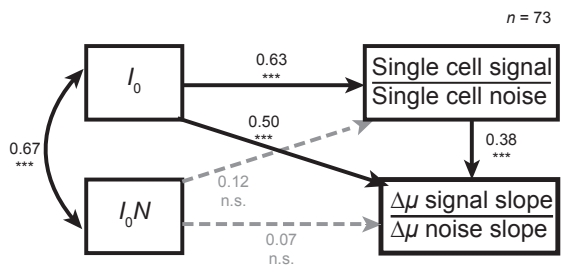 n = 73
I₀
0.63
***
Single cell signal
Single cell noise
0.50
***
0.67
***
0.38
***
I₀N
0.12
n.s.
Δμ signal slope
Δμ noise slope
0.07
n.s.